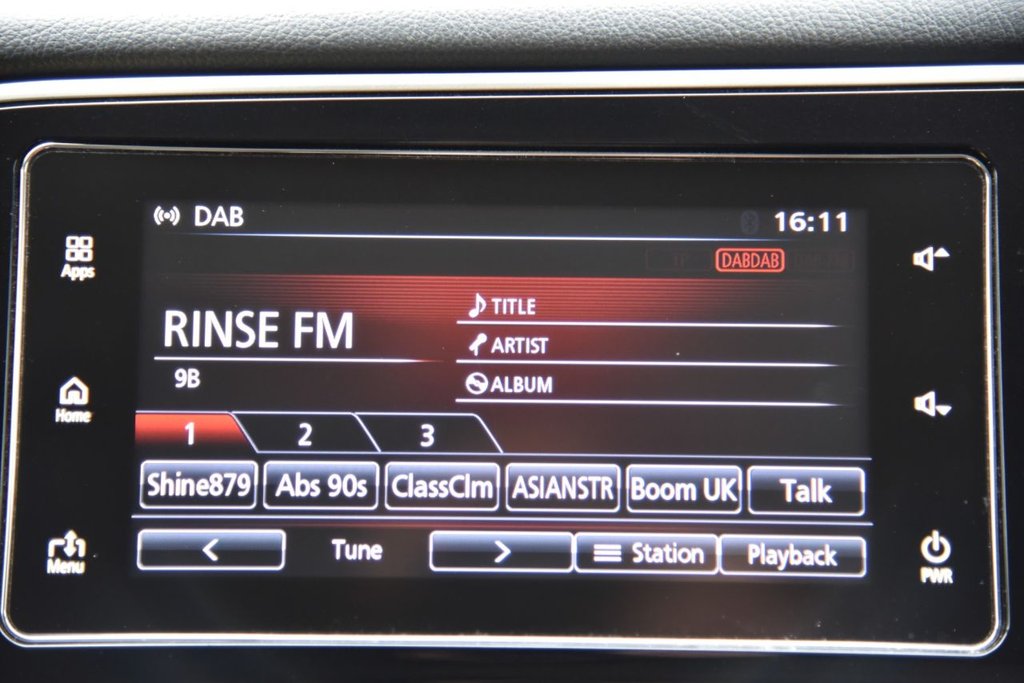 DAB 16:11
DABDAB
Apps
RINSE FM
TITLE
ARTIST
ALBUM
9B
Home
1 2 3
Shine879 Abs 90s ClassClm ASIANSTR Boom UK Talk
< Tune > Station Playback
Menu
PWR